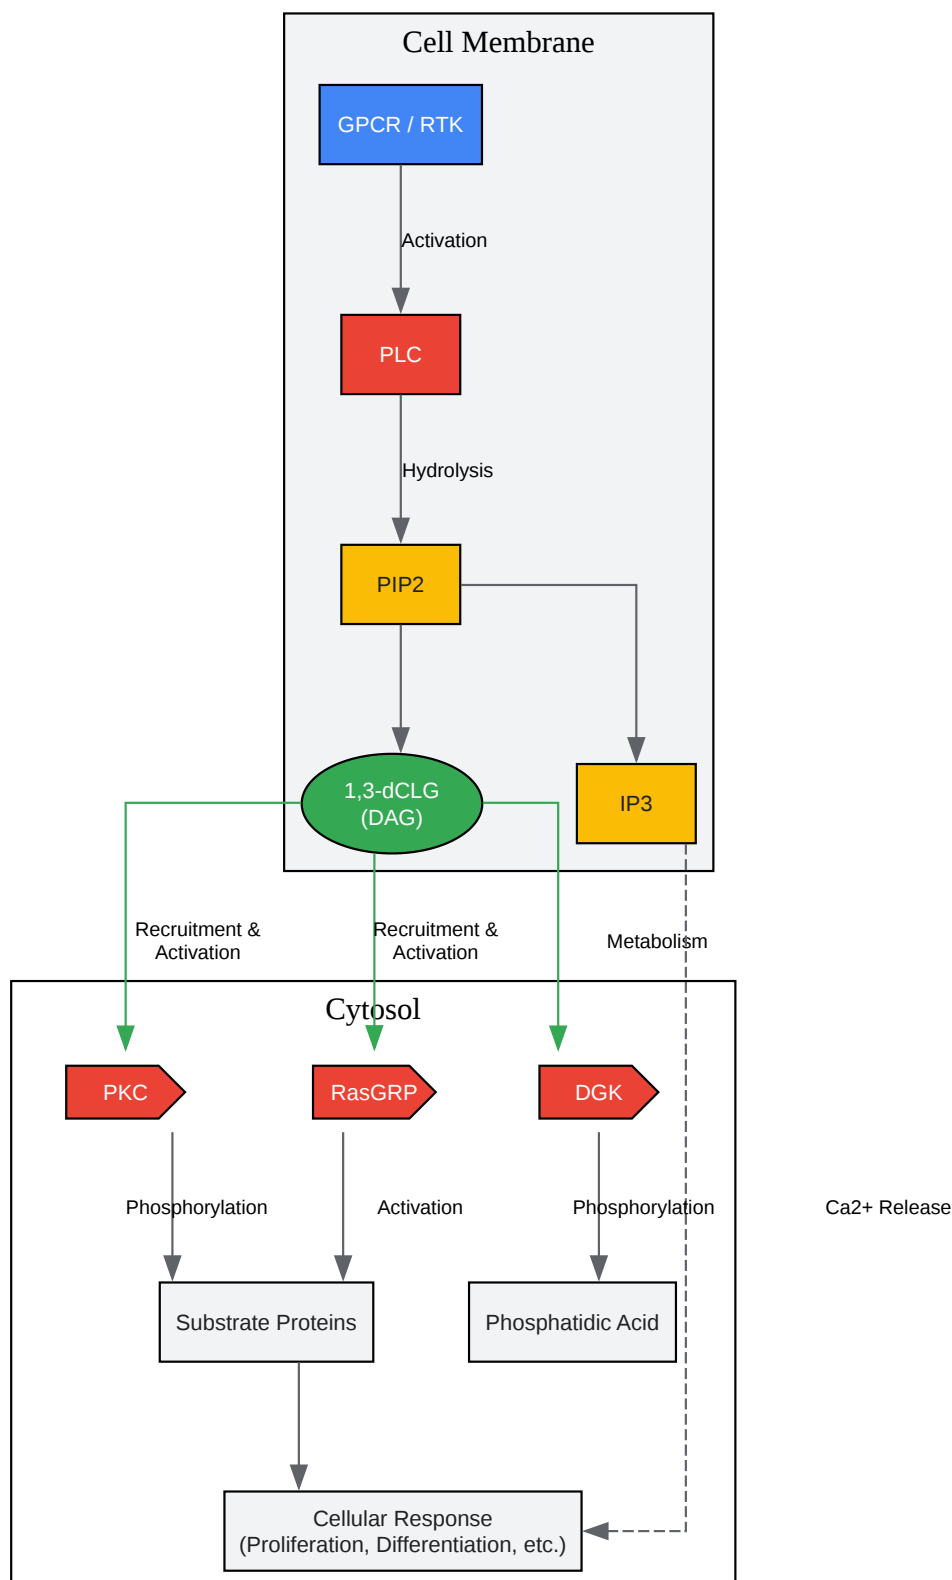 Cell Membrane
GPCR / RTK
Activation
PLC
Hydrolysis
PIP2
1,3-dCLG
(DAG)
IP3
Recruitment &
Activation
Recruitment &
Activation
Metabolism
Cytosol
PKC
RasGRP
DGK
Phosphorylation
Activation
Phosphorylation
Ca2+ Release
Substrate Proteins
Phosphatidic Acid
Cellular Response
(Proliferation, Differentiation, etc.)